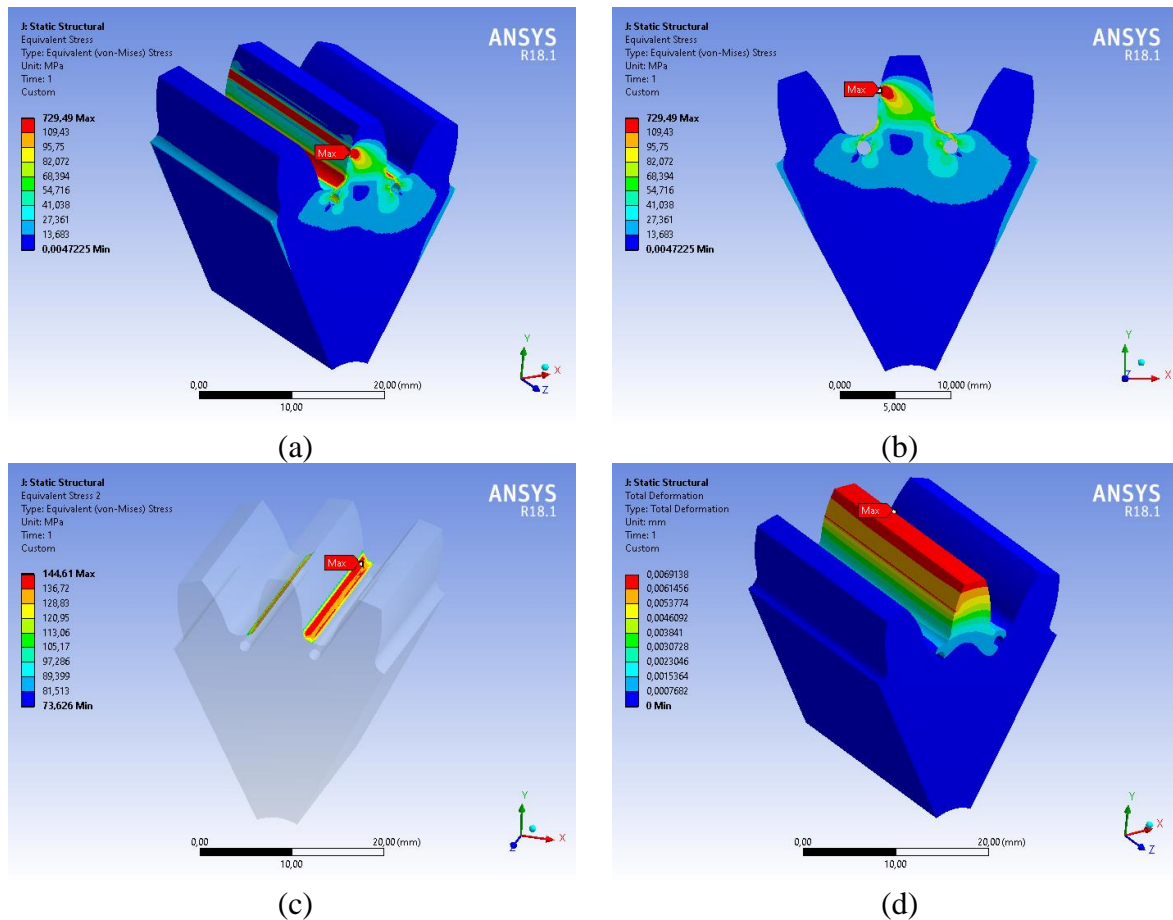 J: Static Structural
Equivalent Stress
Type: Equivalent (von-Mises) Stress
Unit: MPa
Time: 1
Custom
729,49 Max
109,43
95,75
82,072
68,394
54,716
41,038
27,361
13,683
0,0047225 Min
ANSYS
R18.1
Max
0,00
20,00 (mm)
10,00
Y
X
Z
(a)
J: Static Structural
Equivalent Stress
Type: Equivalent (von-Mises) Stress
Unit: MPa
Time: 1
Custom
729,49 Max
109,43
95,75
82,072
68,394
54,716
41,038
27,361
13,683
0,0047225 Min
ANSYS
R18.1
Max
0,000
10,000 (mm)
5,000
Y
Z
X
(b)
J: Static Structural
Equivalent Stress 2
Type: Equivalent (von-Mises) Stress
Unit: MPa
Time: 1
Custom
144,61 Max
136,72
128,83
120,95
113,06
105,17
97,286
89,399
81,513
73,626 Min
ANSYS
R18.1
Max
0,00
20,00 (mm)
10,00
Y
X
Z
(c)
J: Static Structural
Total Deformation
Type: Total Deformation
Unit: mm
Time: 1
Custom
0,0069138
0,0061456
0,0053774
0,0046092
0,003841
0,0030728
0,0023046
0,0015364
0,0007682
0 Min
ANSYS
R18.1
Max
0,00
20,00 (mm)
10,00
Y
X
Z
(d)